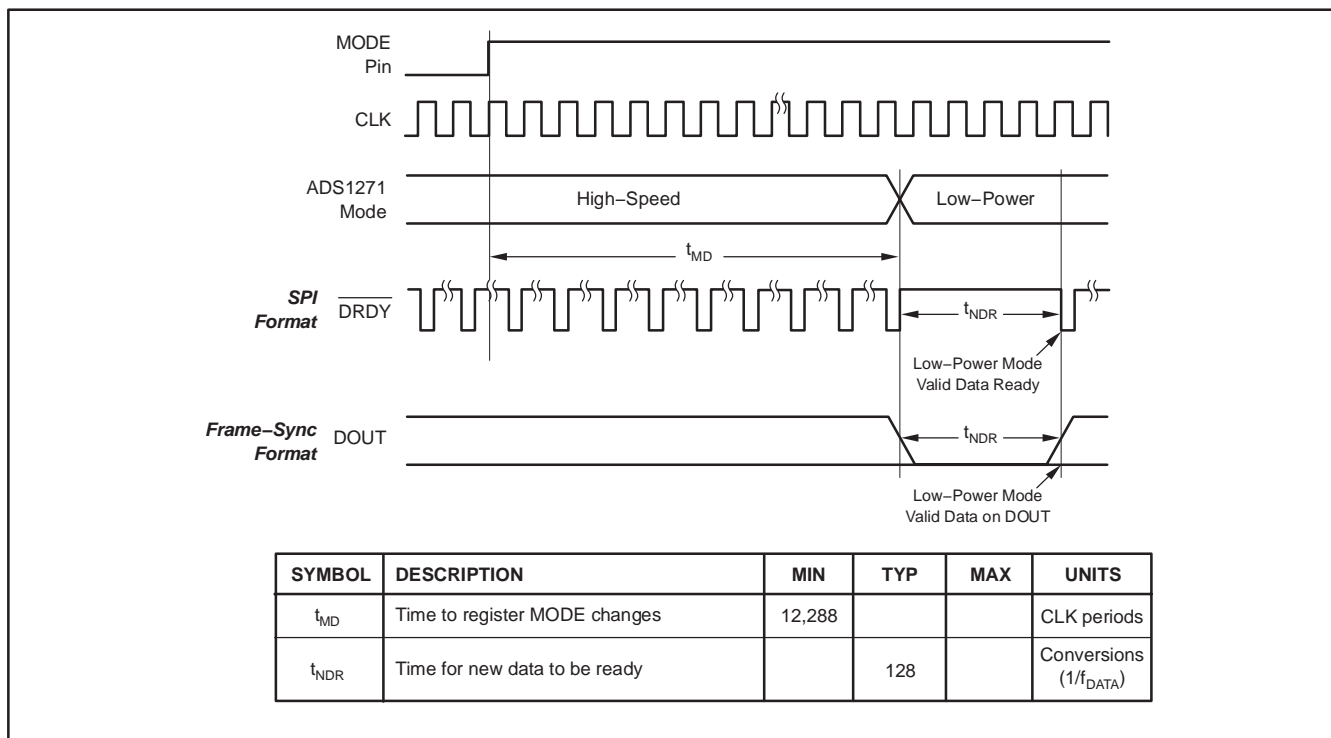 MODE
Pin
CLK
ADS1271
Mode
High−Speed
Low−Power
tMD
SPI
Format
DRDY
tNDR
Low−Power Mode
Valid Data Ready
Frame−Sync
Format
DOUT
tNDR
Low−Power Mode
Valid Data on DOUT
SYMBOL DESCRIPTION MIN TYP MAX UNITS
tMD Time to register MODE changes 12,288 CLK periods
tNDR Time for new data to be ready 128 Conversions
(1/fDATA)